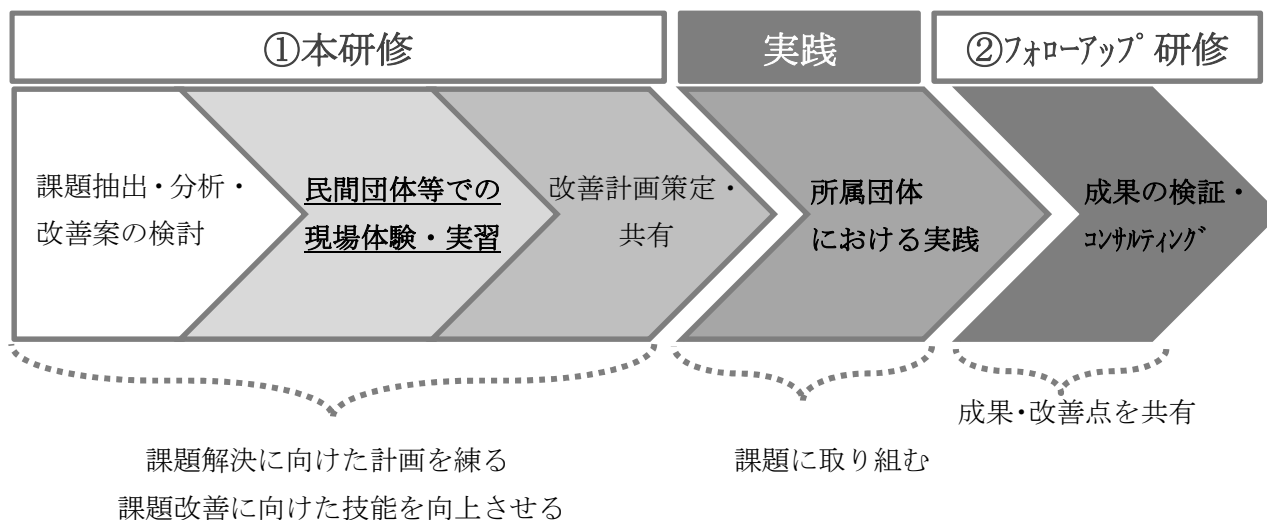 ①本研修
実践
②フォローアップ研修
課題抽出・分析・
改善案の検討
民間団体等での
現場体験・実習
改善計画策定・
共有
所属団体
における実践
成果の検証・
コンサルティング
課題解決に向けた計画を練る
課題改善に向けた技能を向上させる
課題に取り組む
成果・改善点を共有